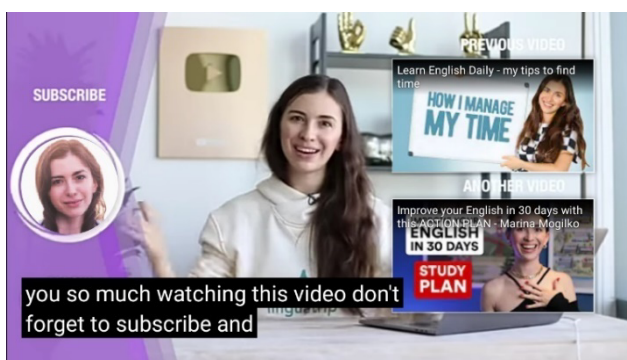 SUBSCRIBE
PREVIOUS VIDEO
Learn English Daily - my tips to find
time
HOW I MANAGE
MY TIME
ANOTHER VIDEO
Improve your English in 30 days with
this ACTION PLAN - Marina Mogilko
ENGLISH
IN 30 DAYS
STUDY
PLAN
you so much watching this video don't
forget to subscribe and